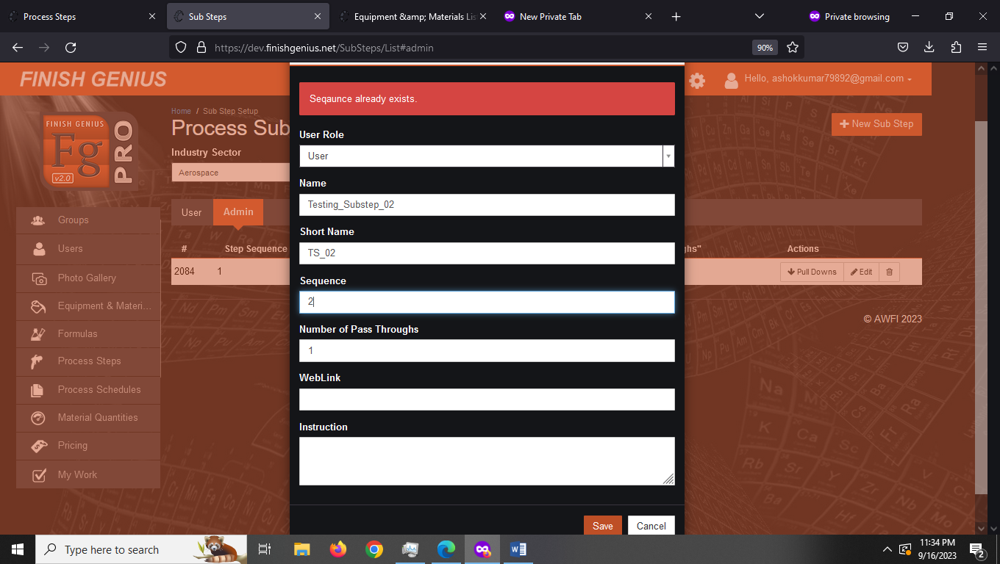 Process Steps
Sub Steps
Equipment &amp; Materials Lis
New Private Tab
Private browsing
https://dev.finishgenius.net/SubSteps/List#admin
90%
FINISH GENIUS
Hello, ashokkumar79892@gmail.com
FINISH GENIUS
Fg
v2.0
PRO
Home / Sub Step Setup
Process Sub
New Sub Step
Industry Sector
Aerospace
User
Admin
# Step Sequence ghs" Actions
2084 1 Pull Downs Edit
© AWFI 2023
Groups
Users
Photo Gallery
Equipment & Materi...
Formulas
Process Steps
Process Schedules
Material Quantities
Pricing
My Work
Seqaunce already exists.
User Role
User
Name
Testing_Substep_02
Short Name
TS_02
Sequence
2
Number of Pass Throughs
1
WebLink
Instruction
Save
Cancel
Type here to search
11:34 PM
9/16/2023
2